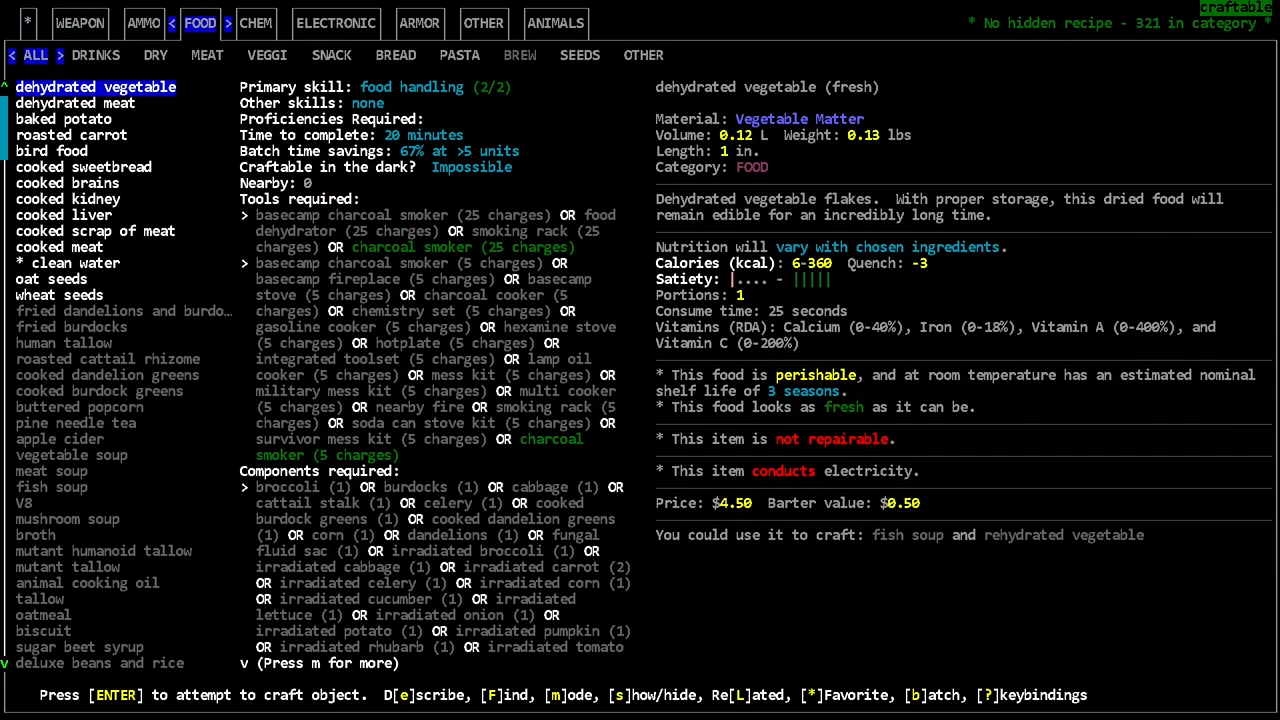 craftable
* WEAPON AMMO < FOOD > CHEM ELECTRONIC ARMOR OTHER ANIMALS * No hidden recipe - 321 in category *
< ALL > DRINKS DRY MEAT VEGGI SNACK BREAD PASTA BREW SEEDS OTHER
^
dehydrated vegetable
dehydrated meat
baked potato
roasted carrot
bird food
cooked sweetbread
cooked brains
cooked kidney
cooked liver
cooked scrap of meat
cooked meat
* clean water
oat seeds
wheat seeds
fried dandelions and burdo…
fried burdocks
human tallow
roasted cattail rhizome
cooked dandelion greens
cooked burdock greens
buttered popcorn
pine needle tea
apple cider
vegetable soup
meat soup
fish soup
V8
mushroom soup
broth
mutant humanoid tallow
mutant tallow
animal cooking oil
tallow
oatmeal
biscuit
sugar beet syrup
v deluxe beans and rice
Primary skill: food handling (2/2)
Other skills: none
Proficiencies Required:
Time to complete: 20 minutes
Batch time savings: 67% at >5 units
Craftable in the dark? Impossible
Nearby: 0
Tools required:
> basecamp charcoal smoker (25 charges) OR food
dehydrator (25 charges) OR smoking rack (25
charges) OR charcoal smoker (25 charges)
> basecamp charcoal smoker (5 charges) OR
basecamp fireplace (5 charges) OR basecamp
stove (5 charges) OR charcoal cooker (5
charges) OR chemistry set (5 charges) OR
gasoline cooker (5 charges) OR hexamine stove
(5 charges) OR hotplate (5 charges) OR
integrated toolset (5 charges) OR lamp oil
cooker (5 charges) OR mess kit (5 charges) OR
military mess kit (5 charges) OR multi cooker
(5 charges) OR nearby fire OR smoking rack (5
charges) OR soda can stove kit (5 charges) OR
survivor mess kit (5 charges) OR charcoal
smoker (5 charges)
Components required:
> broccoli (1) OR burdocks (1) OR cabbage (1) OR
cattail stalk (1) OR celery (1) OR cooked
burdock greens (1) OR cooked dandelion greens
(1) OR corn (1) OR dandelions (1) OR fungal
fluid sac (1) OR irradiated broccoli (1) OR
irradiated cabbage (1) OR irradiated carrot (2)
OR irradiated celery (1) OR irradiated corn (1)
OR irradiated cucumber (1) OR irradiated
lettuce (1) OR irradiated onion (1) OR
irradiated potato (1) OR irradiated pumpkin (1)
OR irradiated rhubarb (1) OR irradiated tomato
v (Press m for more)
dehydrated vegetable (fresh)
Material: Vegetable Matter
Volume: 0.12 L Weight: 0.13 lbs
Length: 1 in.
Category: FOOD
Dehydrated vegetable flakes. With proper storage, this dried food will
remain edible for an incredibly long time.
Nutrition will vary with chosen ingredients.
Calories (kcal): 6-360 Quench: -3
Satiety: |.... - |||||
Portions: 1
Consume time: 25 seconds
Vitamins (RDA): Calcium (0-40%), Iron (0-18%), Vitamin A (0-400%), and
Vitamin C (0-200%)
* This food is perishable, and at room temperature has an estimated nominal
shelf life of 3 seasons.
* This food looks as fresh as it can be.
* This item is not repairable.
* This item conducts electricity.
Price: $4.50 Barter value: $0.50
You could use it to craft: fish soup and rehydrated vegetable
Press [ENTER] to attempt to craft object. D[e]scribe, [F]ind, [m]ode, [s]how/hide, Re[L]ated, [*]Favorite, [b]atch, [?]keybindings